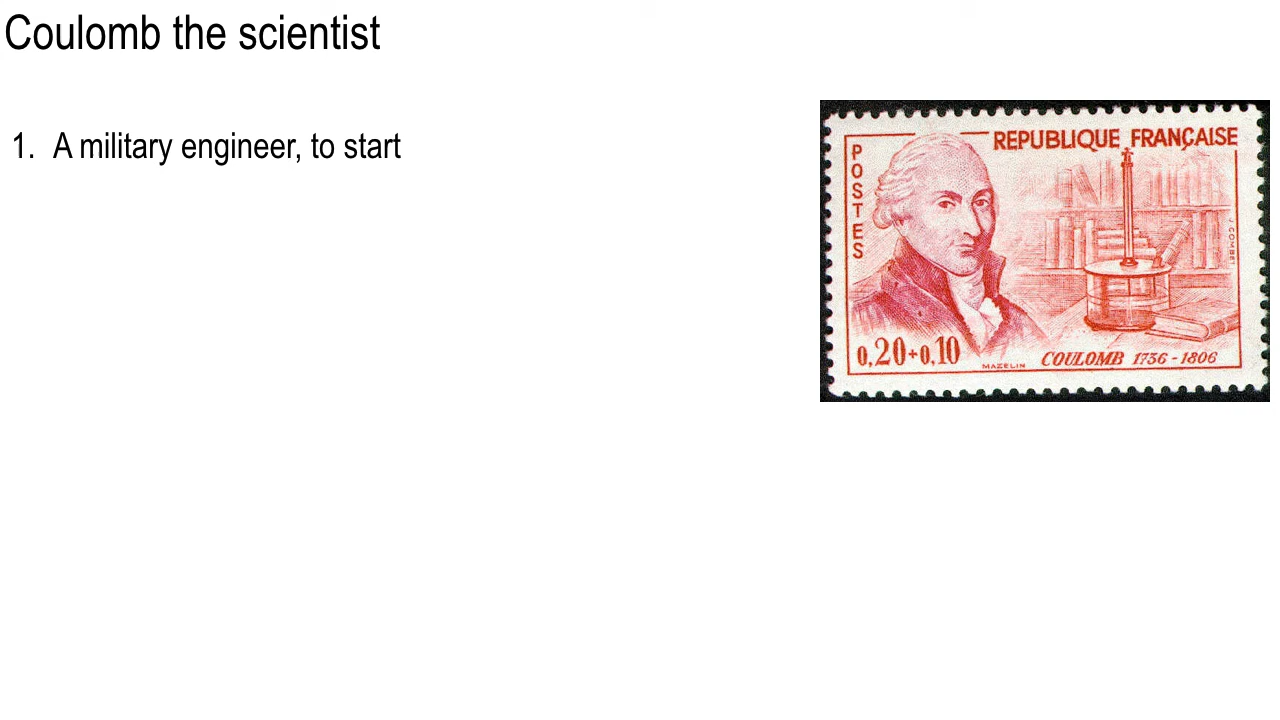 Coulomb the scientist
1. A military engineer, to start
REPUBLIQUE FRANÇAISE
POSTES
J. COMBET
0,20+0,10
MAZELIN
COULOMB 1736-1806